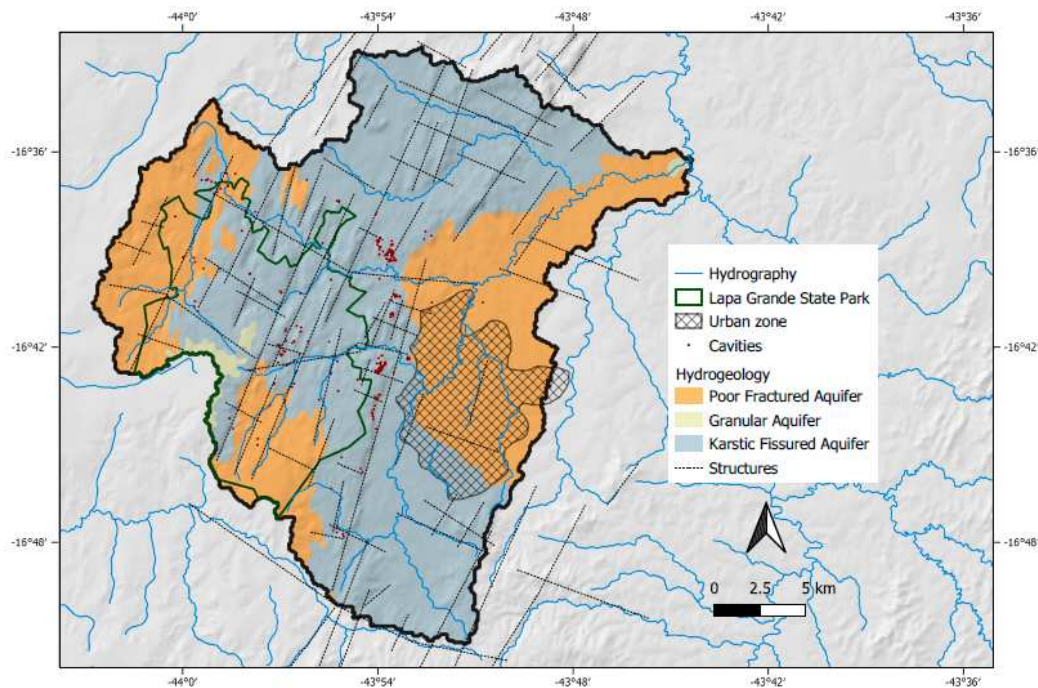 -44°0′ -43°54′ -43°48′ -43°42′ -43°36′
-16°36′ -16°36′
Hydrography
Lapa Grande State Park
Urban zone
Cavities
Hydrogeology
Poor Fractured Aquifer
Granular Aquifer
Karstic Fissured Aquifer
Structures
-16°42′ -16°42′
-16°48′ -16°48′
0 2.5 5 km
-44°0′ -43°54′ -43°48′ -43°42′ -43°36′